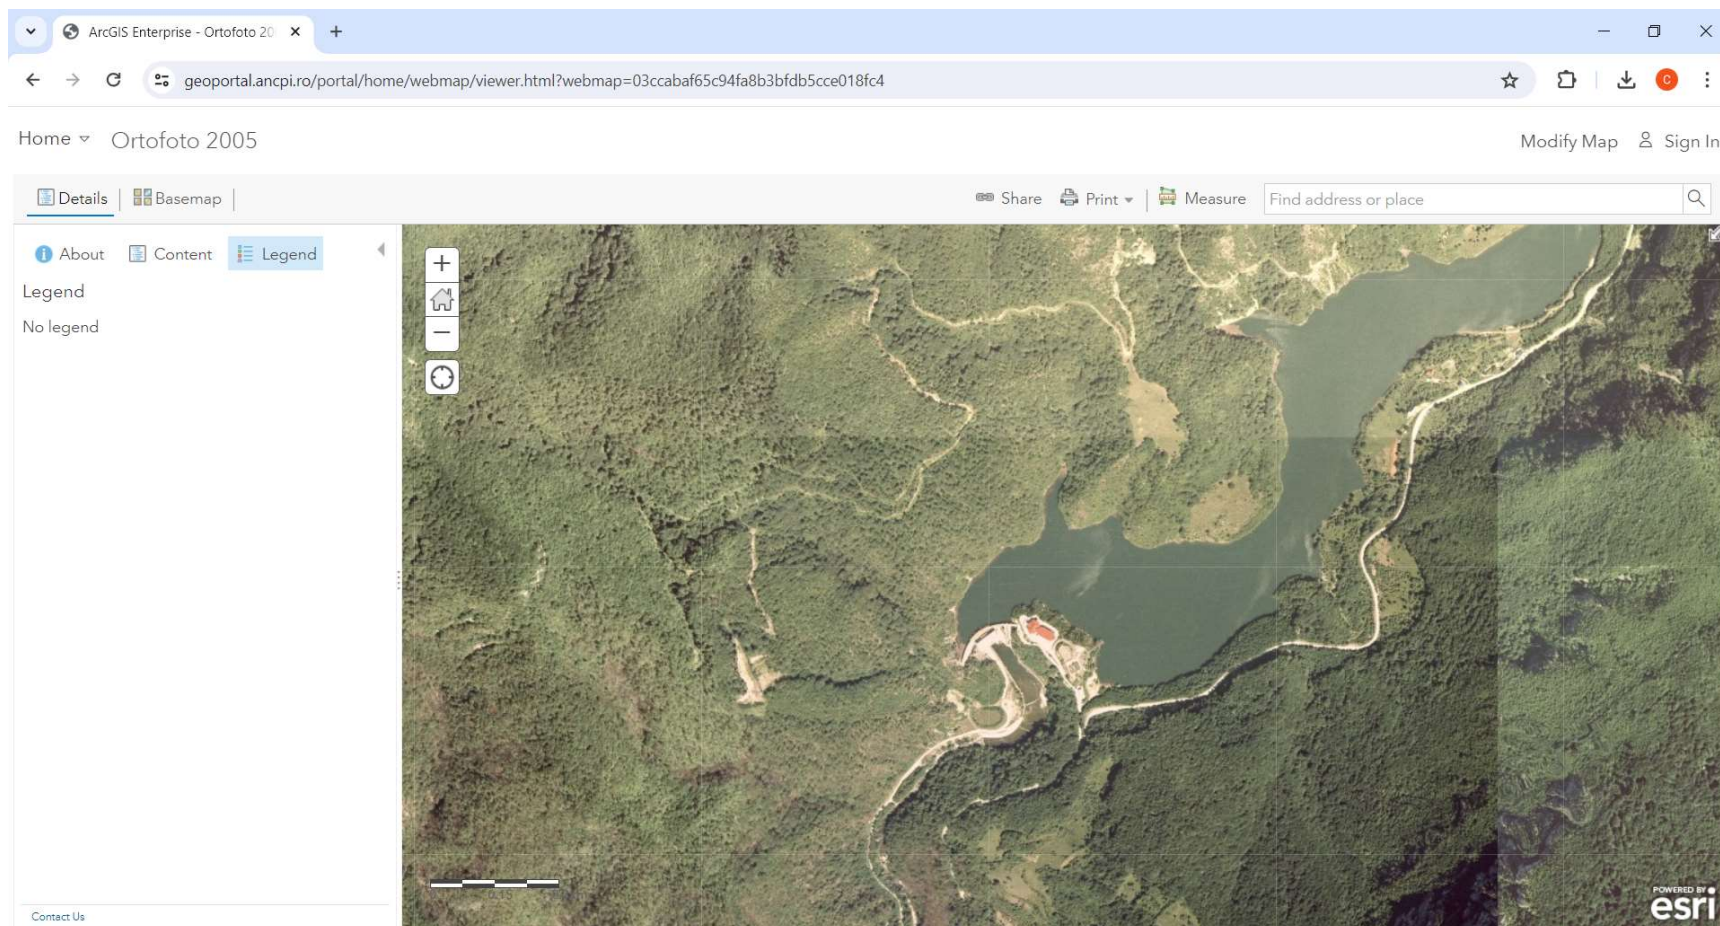 ArcGIS Enterprise - Ortofoto 20
geoportal.ancpi.ro/portal/home/webmap/viewer.html?webmap=03ccabaf65c94fa8b3bfdb5cce018fc4
C
Home Ortofoto 2005
Modify Map Sign In
Details Basemap
Share Print Measure Find address or place
About Content Legend
Legend
No legend
Contact Us
POWERED BY
esri